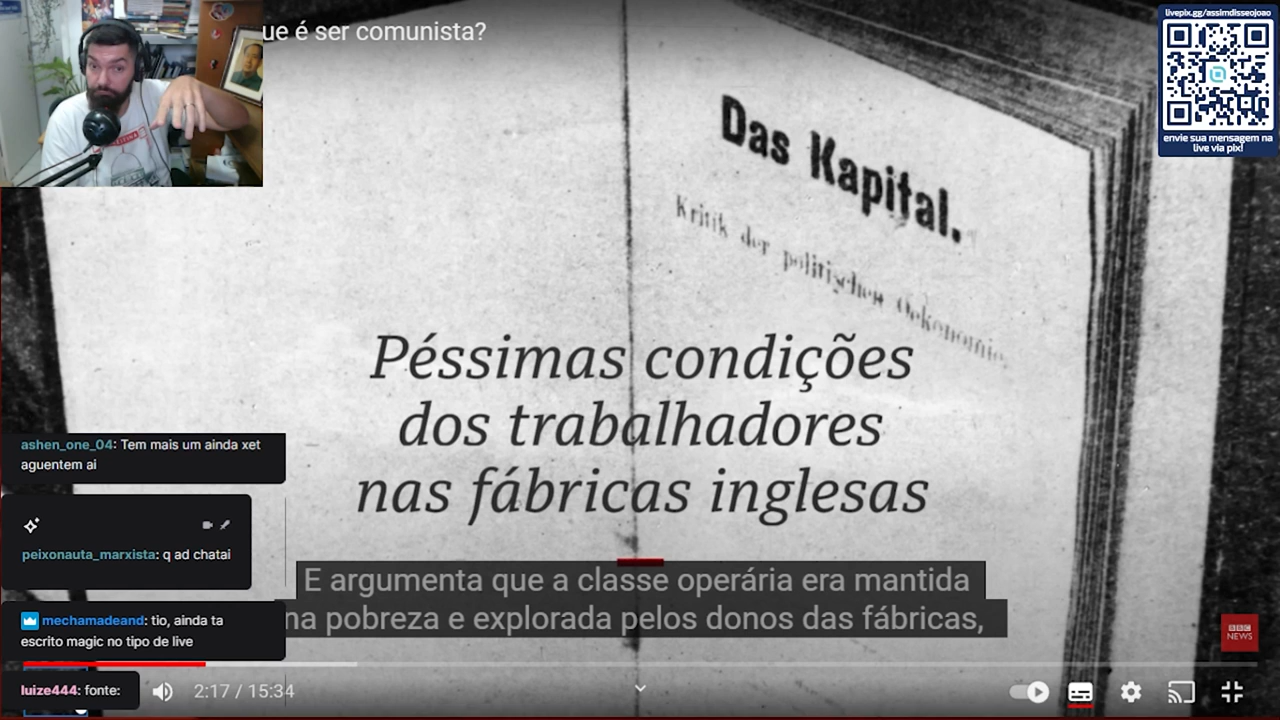 que é ser comunista?
livepix.gg/assimdisseojoao
envie sua mensagem na
live via pix!
Das Kapital.
Kritik der politischen Oekonomie.
Péssimas condições
dos trabalhadores
nas fábricas inglesas
ashen_one_04: Tem mais um ainda xet
aguentem ai
peixonauta_marxista: q ad chatai
mechamadeand: tio, ainda ta
escrito magic no tipo de live
luize444: fonte:
E argumenta que a classe operária era mantida
na pobreza e explorada pelos donos das fábricas,
BBC
NEWS
2:17 / 15:34